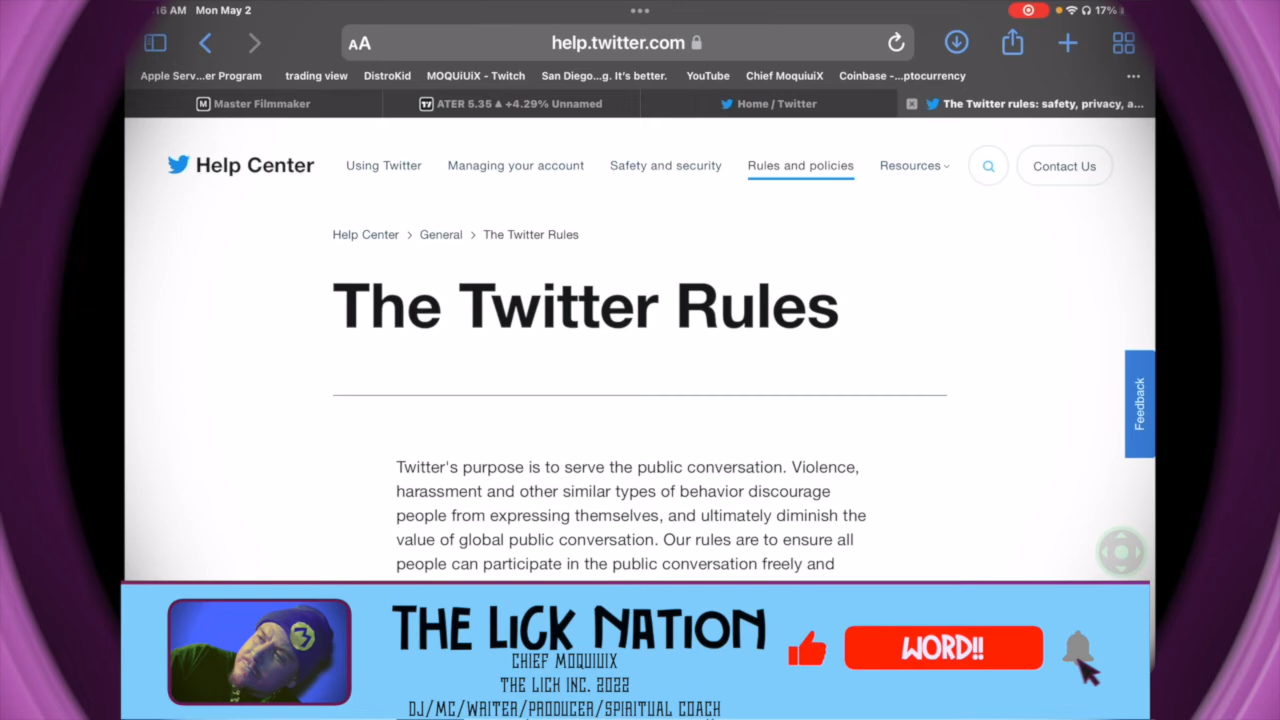 16 AM Mon May 2
17%
AA
help.twitter.com
Apple Serv...er Program trading view DistroKid MOQUiUiX - Twitch San Diego...g. It's better. YouTube Chief MoquiuiX Coinbase -...ptocurrency
Master Filmmaker ATER 5.35 ▲ +4.29% Unnamed Home / Twitter The Twitter rules: safety, privacy, a...
Help Center Using Twitter Managing your account Safety and security Rules and policies Resources Contact Us
Help Center > General > The Twitter Rules
The Twitter Rules
Feedback
Twitter's purpose is to serve the public conversation. Violence,
harassment and other similar types of behavior discourage
people from expressing themselves, and ultimately diminish the
value of global public conversation. Our rules are to ensure all
people can participate in the public conversation freely and
THE LiCK NATiON
CHIEF MOQUIUIX
THE LICK INC. 2022
DJ/MC/WRITER/PRODUCER/SPIRITUAL COACH
WORD!!